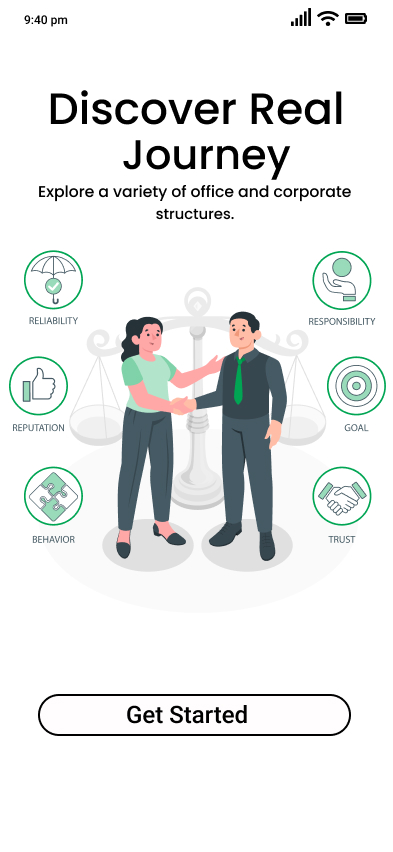 9:40 pm
Discover Real
Journey
Explore a variety of office and corporate
structures.
RELIABILITY
RESPONSIBILITY
REPUTATION
GOAL
BEHAVIOR
TRUST
Get Started